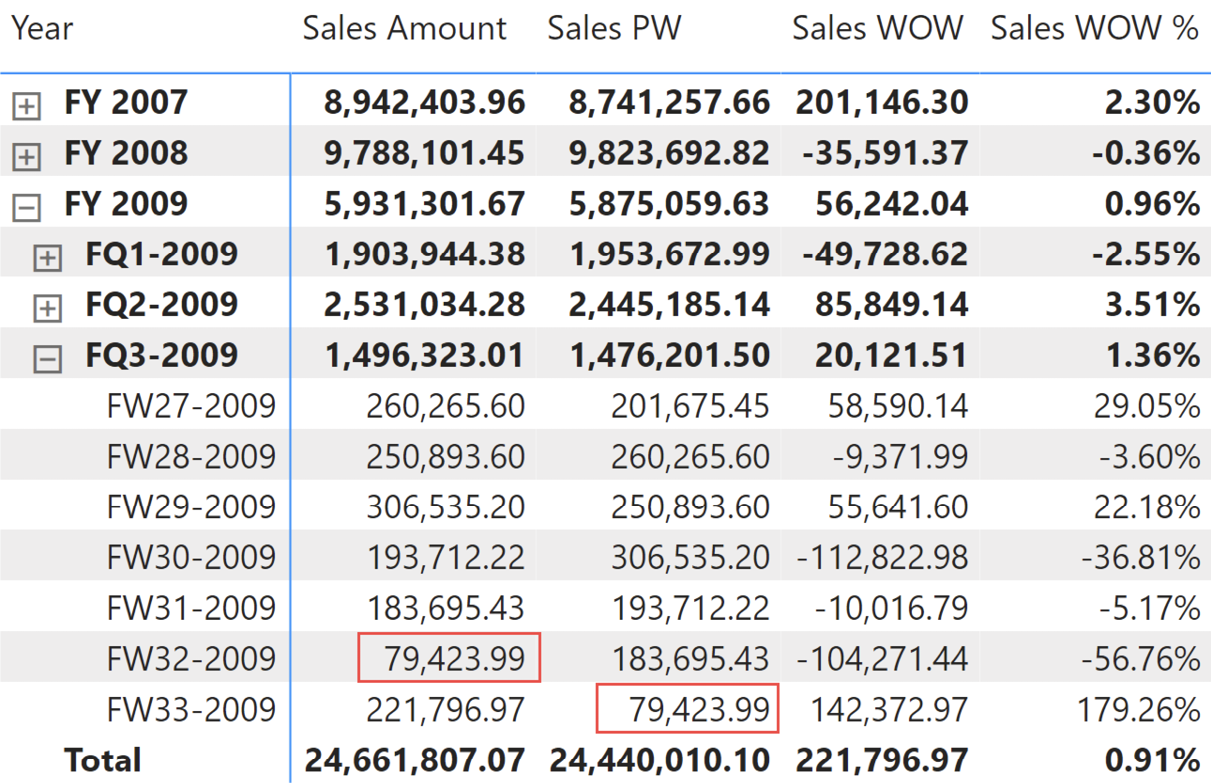 Year Sales Amount Sales PW Sales WOW Sales WOW %
FY 2007 8,942,403.96 8,741,257.66 201,146.30 2.30%
FY 2008 9,788,101.45 9,823,692.82 -35,591.37 -0.36%
FY 2009 5,931,301.67 5,875,059.63 56,242.04 0.96%
FQ1-2009 1,903,944.38 1,953,672.99 -49,728.62 -2.55%
FQ2-2009 2,531,034.28 2,445,185.14 85,849.14 3.51%
FQ3-2009 1,496,323.01 1,476,201.50 20,121.51 1.36%
FW27-2009 260,265.60 201,675.45 58,590.14 29.05%
FW28-2009 250,893.60 260,265.60 -9,371.99 -3.60%
FW29-2009 306,535.20 250,893.60 55,641.60 22.18%
FW30-2009 193,712.22 306,535.20 -112,822.98 -36.81%
FW31-2009 183,695.43 193,712.22 -10,016.79 -5.17%
FW32-2009 79,423.99 183,695.43 -104,271.44 -56.76%
FW33-2009 221,796.97 79,423.99 142,372.97 179.26%
Total 24,661,807.07 24,440,010.10 221,796.97 0.91%